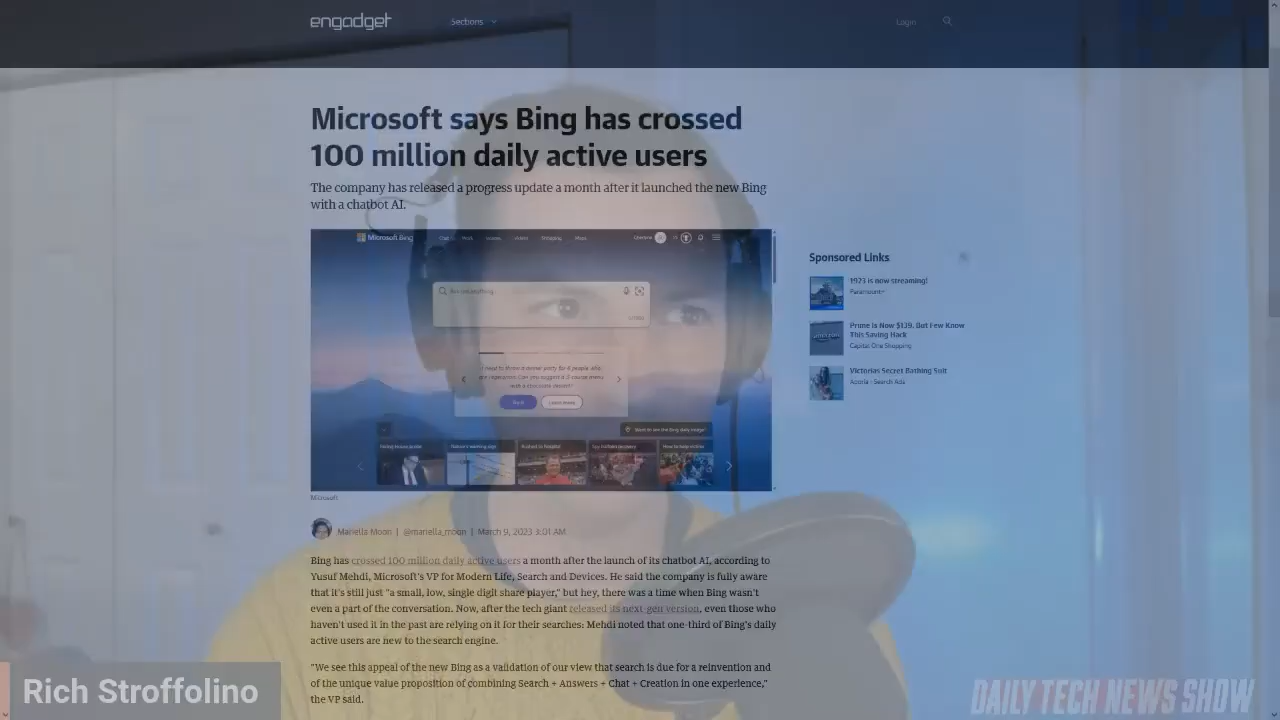 engadget
Sections
Login
Microsoft says Bing has crossed
100 million daily active users
The company has released a progress update a month after it launched the new Bing
with a chatbot AI.
Microsoft Bing
Sponsored Links
1923 is now streaming!
Paramount+
Prime Is Now $139, But Few Know
This Saving Hack
Capital One Shopping
Victorias Secret Bathing Suit
Microsoft
Mariella Moon | @mariella_moon | March 9, 2023 3:01 AM
Bing has crossed 100 million daily active users a month after the launch of its chatbot AI, according to
Yusuf Mehdi, Microsoft's VP for Modern Life, Search and Devices. He said the company is fully aware
that it's still just "a small, low, single digit share player," but hey, there was a time when Bing wasn't
even a part of the conversation. Now, after the tech giant released its next-gen version, even those who
haven't used it in the past are relying on it for their searches: Mehdi noted that one-third of Bing's daily
active users are new to the search engine.
"We see this appeal of the new Bing as a validation of our view that search is due for a reinvention and
of the unique value proposition of combining Search + Answers + Chat + Creation in one experience,"
the VP said.
Rich Stroffolino
DAILY TECH NEWS SHOW